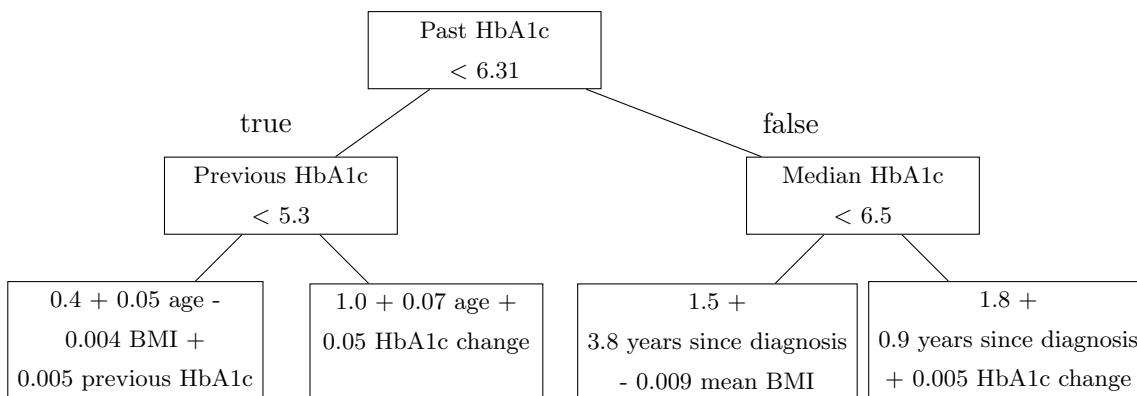 Past HbA1c
< 6.31
true
false
Previous HbA1c
< 5.3
Median HbA1c
< 6.5
0.4 + 0.05 age -
0.004 BMI +
0.005 previous HbA1c
1.0 + 0.07 age +
0.05 HbA1c change
1.5 +
3.8 years since diagnosis
- 0.009 mean BMI
1.8 +
0.9 years since diagnosis
+ 0.005 HbA1c change